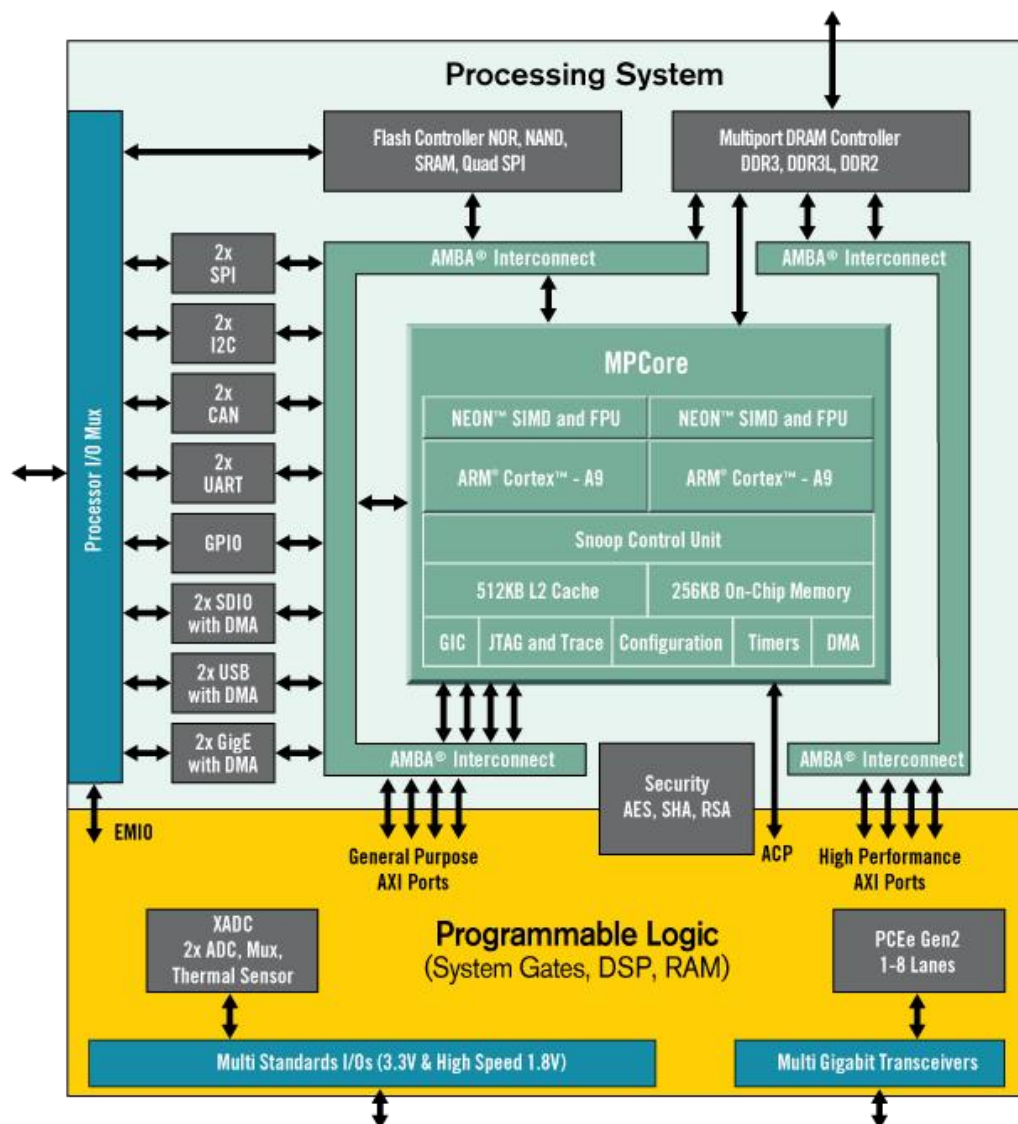 Processing System
Flash Controller NOR, NAND,
SRAM, Quad SPI
Multiport DRAM Controller
DDR3, DDR3L, DDR2
AMBA® Interconnect
AMBA® Interconnect
Processor I/O Mux
2x
SPI
2x
I2C
2x
CAN
2x
UART
GPIO
2x SDIO
with DMA
2x USB
with DMA
2x GigE
with DMA
MPCore
NEON™ SIMD and FPU
NEON™ SIMD and FPU
ARM® Cortex™ - A9
ARM® Cortex™ - A9
Snoop Control Unit
512KB L2 Cache
256KB On-Chip Memory
GIC
JTAG and Trace
Configuration
Timers
DMA
AMBA® Interconnect
AMBA® Interconnect
Security
AES, SHA, RSA
EMIO
General Purpose
AXI Ports
ACP
High Performance
AXI Ports
XADC
2x ADC, Mux,
Thermal Sensor
Programmable Logic
(System Gates, DSP, RAM)
PCEe Gen2
1-8 Lanes
Multi Standards I/Os (3.3V & High Speed 1.8V)
Multi Gigabit Transceivers